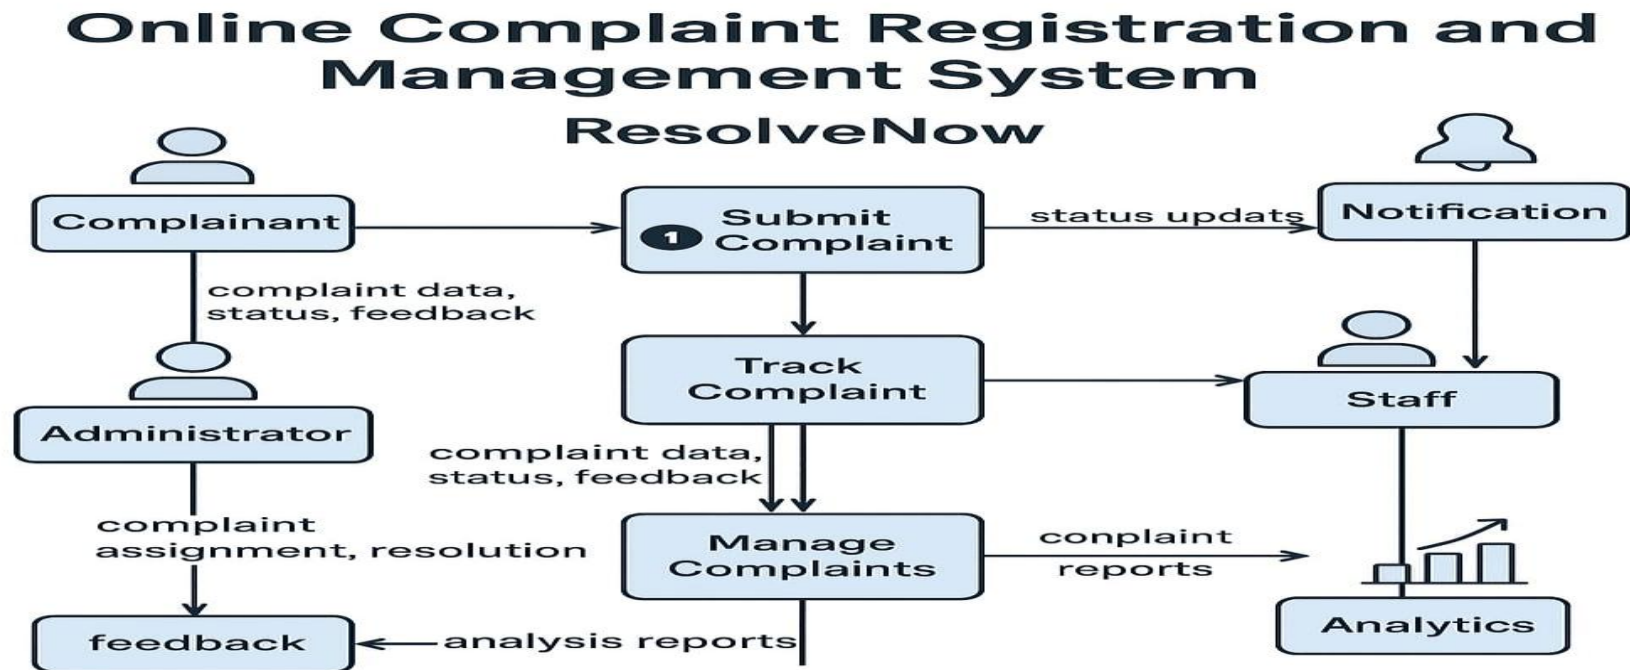 Online Complaint Registration and
Management System
ResolveNow
Complainant
1
Submit
Complaint
status updats
Notification
complaint data,
status, feedback
Track
Complaint
Staff
Administrator
complaint data,
status, feedback
complaint
assignment, resolution
Manage
Complaints
conplaint
reports
feedback
analysis reports
Analytics